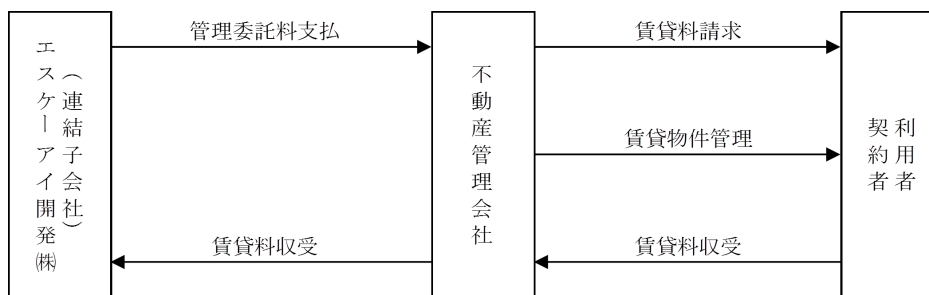 エスケーアイ開発㈱
（連結子会社）
管理委託料支払
賃貸料収受
不動産管理会社
賃貸料請求
賃貸物件管理
賃貸料収受
利用者
契約者